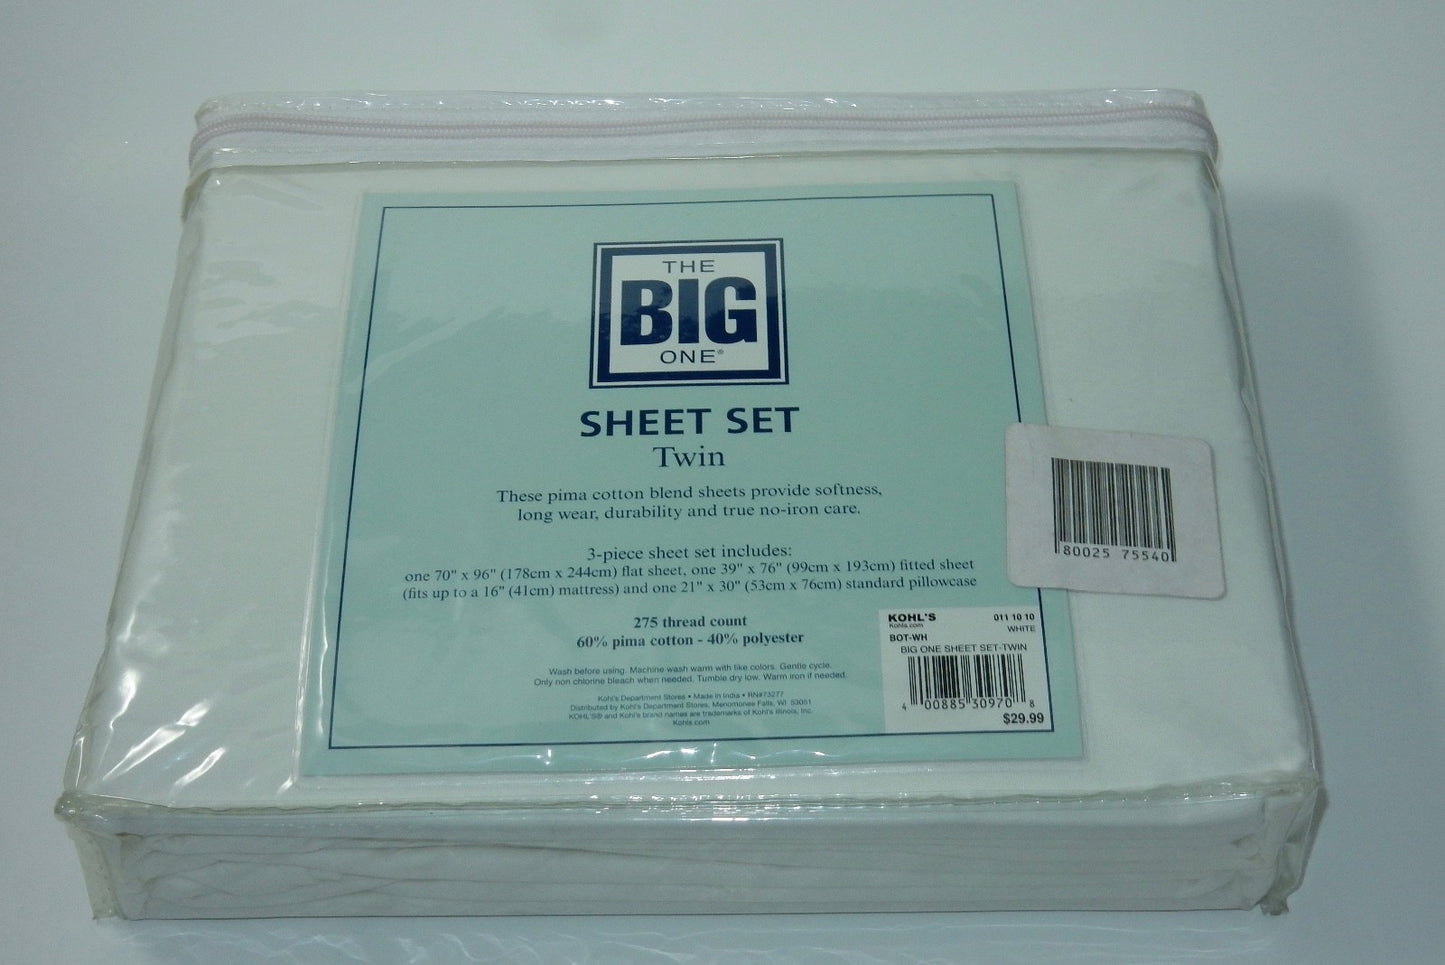 THE
BIG
ONE®
SHEET SET
Twin
These pima cotton blend sheets provide softness,
long wear, durability and true no-iron care.
3-piece sheet set includes:
one 70" x 96" (178cm x 244cm) flat sheet, one 39" x 76" (99cm x 193cm) fitted sheet
(fits up to a 16" (41cm) mattress) and one 21" x 30" (53cm x 76cm) standard pillowcase
275 thread count
60% pima cotton - 40% polyester
Wash before using. Machine wash warm with like colors. Gentle cycle.
Only non chlorine bleach when needed. Tumble dry low. Warm iron if needed.
Kohl's Department Stores • Made in India • RN#73277
Distributed by Kohl's Department Stores, Menomonee Falls, WI 53051
KOHL'S® and Kohl's brand names are trademarks of Kohl's Illinois, Inc.
Kohls.com
80025 75540
KOHL'S 011 10 10
Kohls.com WHITE
BOT-WH
BIG ONE SHEET SET-TWIN
4 00885 30970 8
$29.99